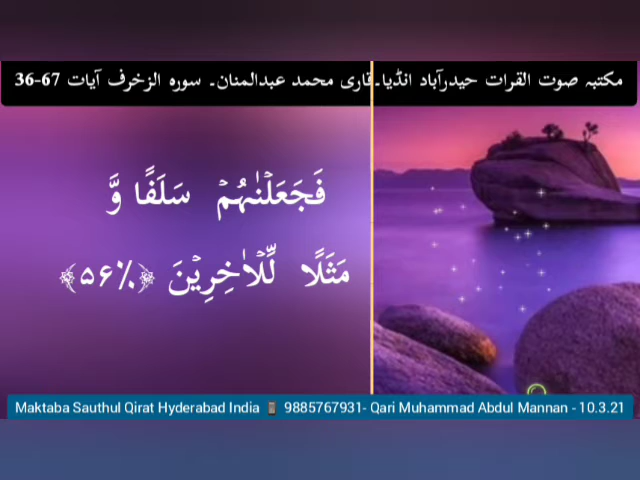 مکتبہ صوت القرات حیدرآباد انڈیا۔قاری محمد عبدالمنان۔ سورہ الزخرف آیات 67-36
فَجَعَلۡنٰہُمۡ سَلَفًا وَّ
مَثَلًا لِّلۡاٰخِرِیۡنَ ﴿٪۵۶﴾
Maktaba Sauthul Qirat Hyderabad India 📱 9885767931- Qari Muhammad Abdul Mannan - 10.3.21